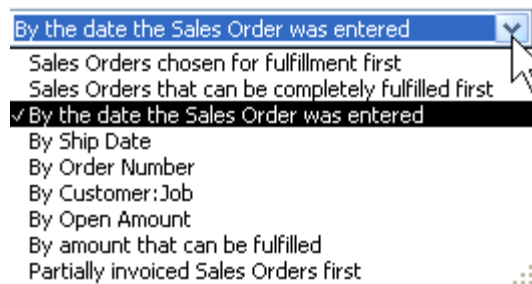 By the date the Sales Order was entered
Sales Orders chosen for fulfillment first
Sales Orders that can be completely fulfilled first
✓By the date the Sales Order was entered
By Ship Date
By Order Number
By Customer:Job
By Open Amount
By amount that can be fulfilled
Partially invoiced Sales Orders first